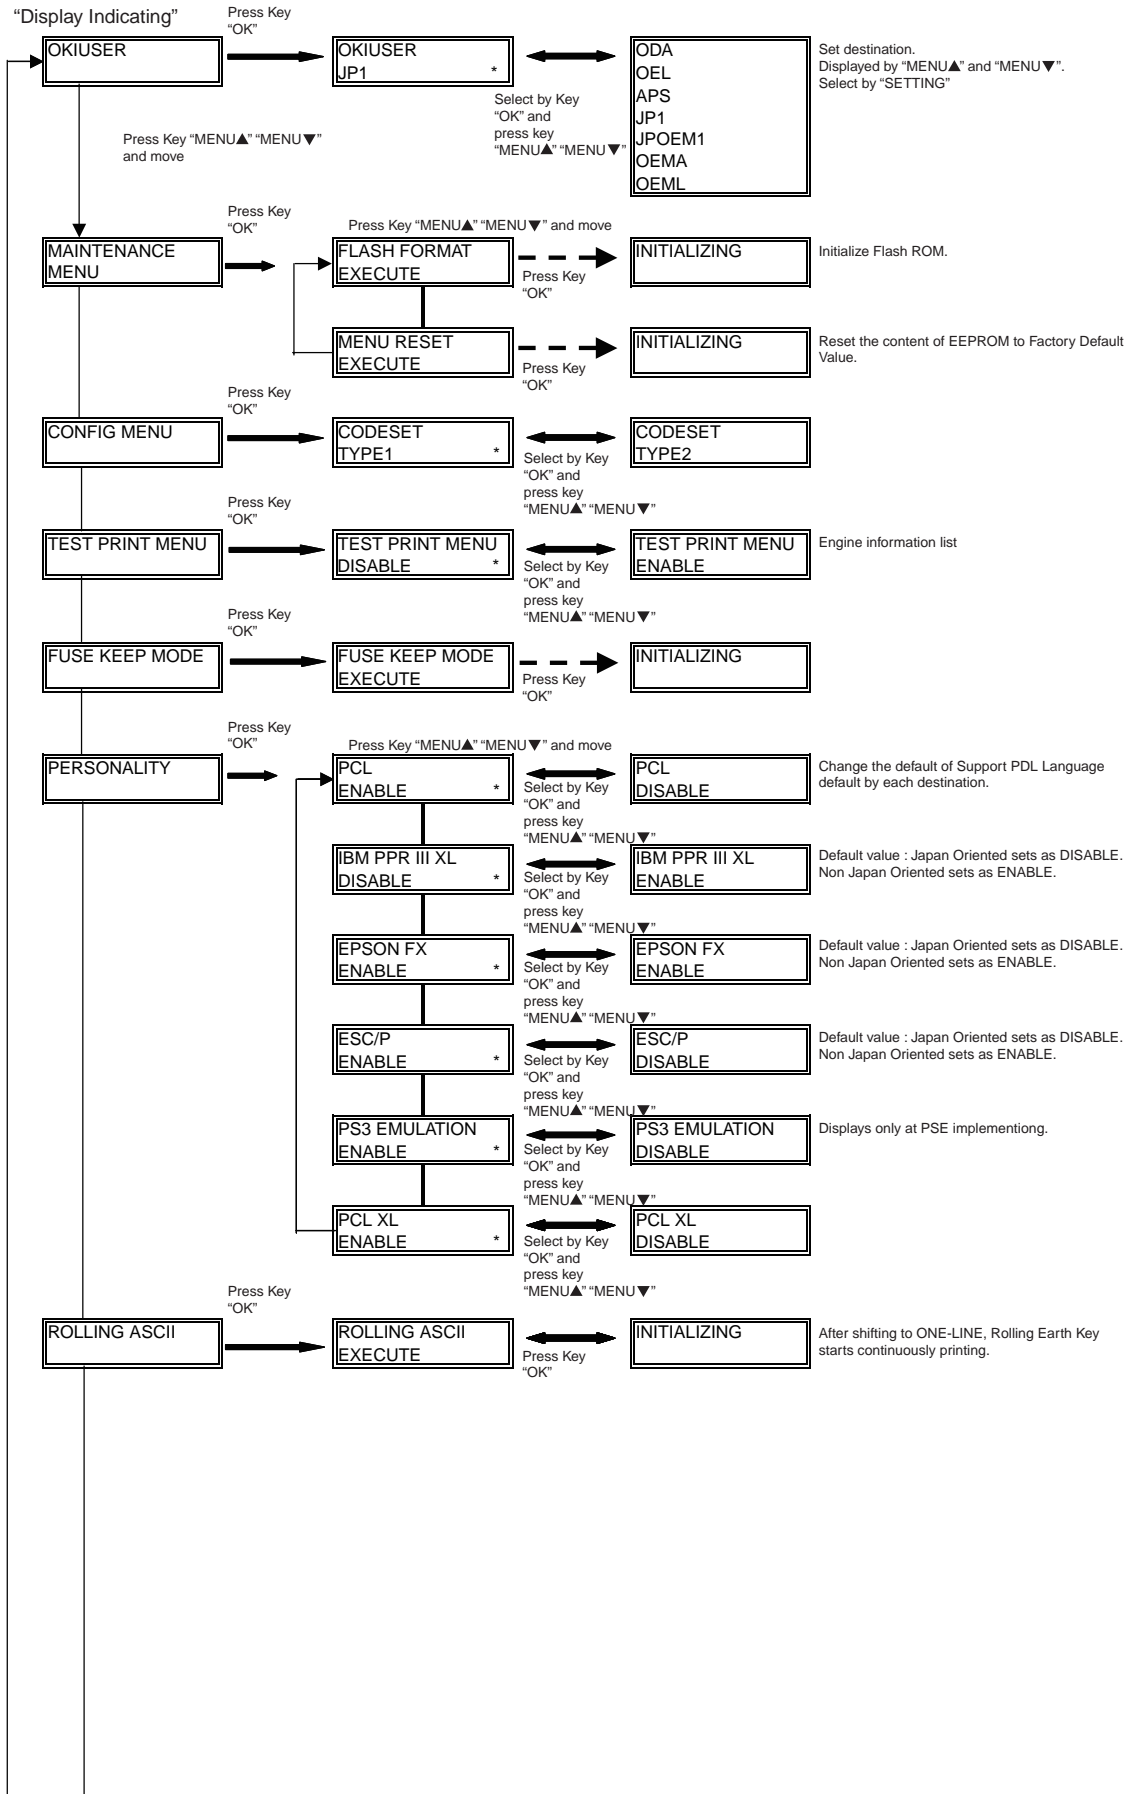 “Display Indicating”
Press Key
“OK”
OKIUSER
OKIUSER
JP1 *
Select by Key
“OK” and
press key
“MENU▲” “MENU▼”
ODA
OEL
APS
JP1
JPOEM1
OEMA
OEML
Set destination.
Displayed by “MENU▲” and “MENU▼”.
Select by “SETTING”
Press Key “MENU▲” “MENU▼”
and move
Press Key
“OK”
Press Key “MENU▲” “MENU▼” and move
MAINTENANCE
MENU
FLASH FORMAT
EXECUTE
Press Key
“OK”
INITIALIZING
Initialize Flash ROM.
MENU RESET
EXECUTE
Press Key
“OK”
INITIALIZING
Reset the content of EEPROM to Factory Default
Value.
Press Key
“OK”
CONFIG MENU
CODESET
TYPE1 *
Select by Key
“OK” and
press key
“MENU▲” “MENU▼”
CODESET
TYPE2
Press Key
“OK”
TEST PRINT MENU
TEST PRINT MENU
DISABLE *
Select by Key
“OK” and
press key
“MENU▲” “MENU▼”
TEST PRINT MENU
ENABLE
Engine information list
Press Key
“OK”
FUSE KEEP MODE
FUSE KEEP MODE
EXECUTE
Press Key
“OK”
INITIALIZING
Press Key
“OK”
Press Key “MENU▲” “MENU▼” and move
PERSONALITY
PCL
ENABLE *
Select by Key
“OK” and
press key
“MENU▲” “MENU▼”
PCL
DISABLE
Change the default of Support PDL Language
default by each destination.
IBM PPR III XL
DISABLE *
Select by Key
“OK” and
press key
“MENU▲” “MENU▼”
IBM PPR III XL
ENABLE
Default value : Japan Oriented sets as DISABLE.
Non Japan Oriented sets as ENABLE.
EPSON FX
ENABLE *
Select by Key
“OK” and
press key
“MENU▲” “MENU▼”
EPSON FX
ENABLE
Default value : Japan Oriented sets as DISABLE.
Non Japan Oriented sets as ENABLE.
ESC/P
ENABLE *
Select by Key
“OK” and
press key
“MENU▲” “MENU▼”
ESC/P
DISABLE
Default value : Japan Oriented sets as DISABLE.
Non Japan Oriented sets as ENABLE.
PS3 EMULATION
ENABLE *
Select by Key
“OK” and
press key
“MENU▲” “MENU▼”
PS3 EMULATION
DISABLE
Displays only at PSE implementiong.
PCL XL
ENABLE *
Select by Key
“OK” and
press key
“MENU▲” “MENU▼”
PCL XL
DISABLE
Press Key
“OK”
ROLLING ASCII
ROLLING ASCII
EXECUTE
Press Key
“OK”
INITIALIZING
After shifting to ONE-LINE, Rolling Earth Key
starts continuously printing.